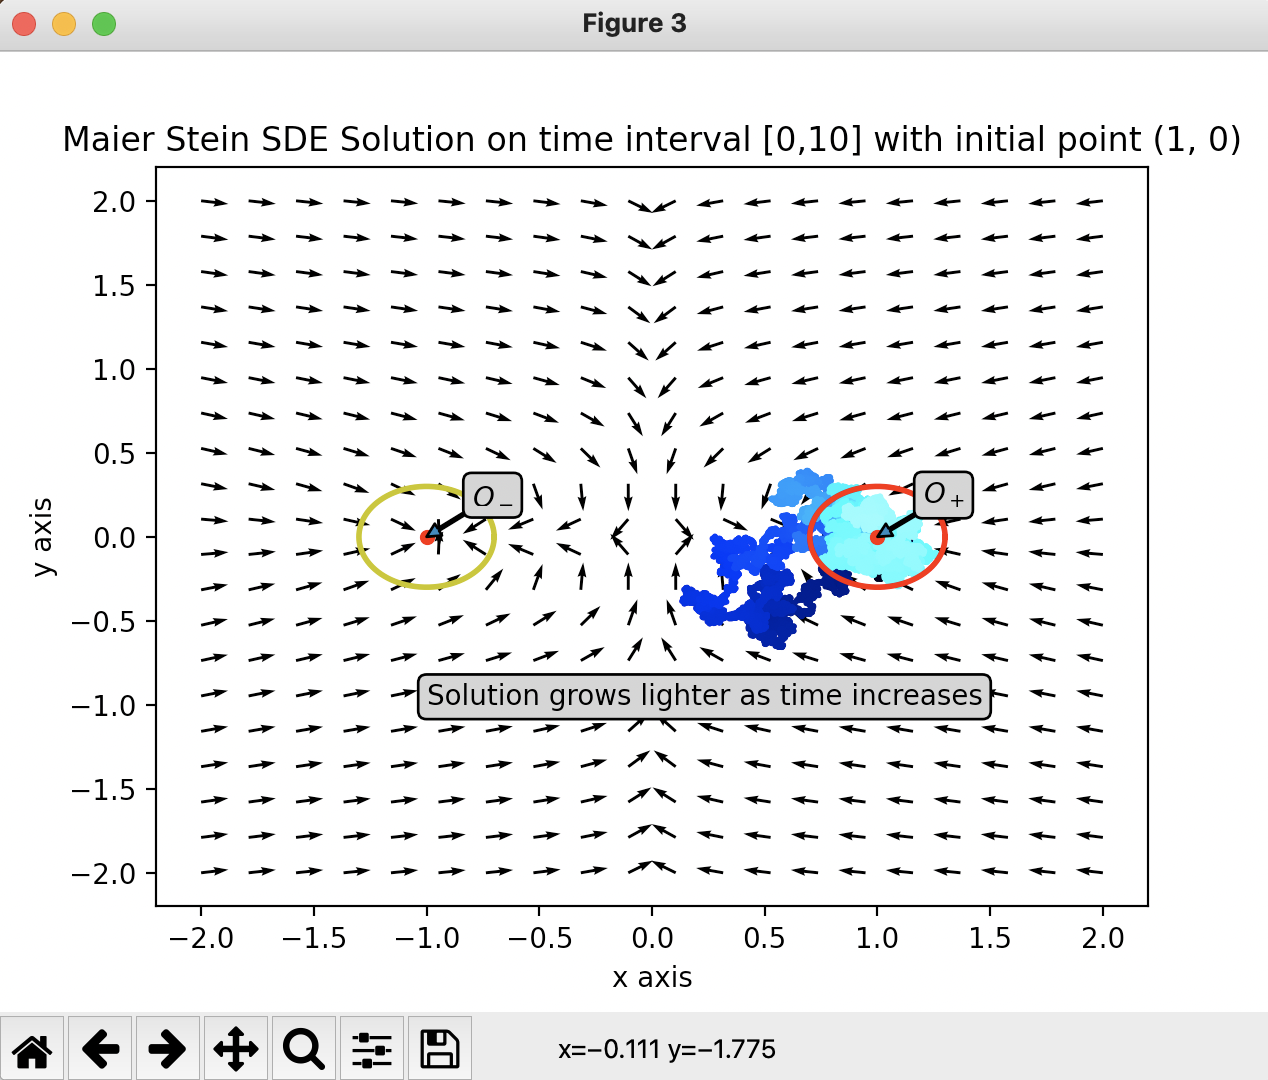 Figure 3
Maier Stein SDE Solution on time interval [0,10] with initial point (1, 0)
2.0
1.5
1.0
0.5
0.0
−0.5
−1.0
−1.5
−2.0
y axis
O₋
O₊
Solution grows lighter as time increases
−2.0 −1.5 −1.0 −0.5 0.0 0.5 1.0 1.5 2.0
x axis
x=−0.111 y=−1.775